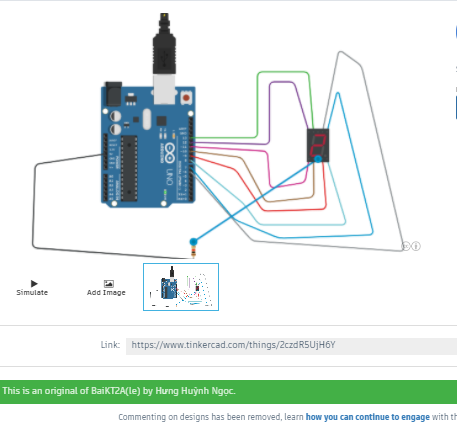 Simulate
Add Image
Link: https://www.tinkercad.com/things/2czdR5UjH6Y
This is an original of BaiKT2A(le) by Hưng Huỳnh Ngọc.
Commenting on designs has been removed, learn how you can continue to engage with th